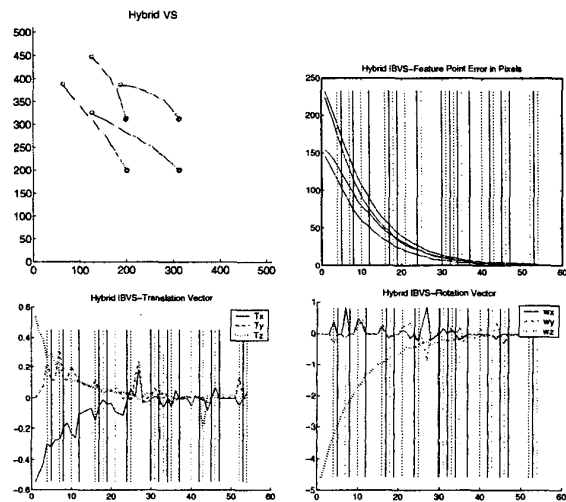 Hybrid VS
500
450
400
350
300
250
200
150
100
50
0
0 100 200 300 400 500
Hybrid IBVS-Feature Point Error in Pixels
250
200
150
100
50
0
0 10 20 30 40 50 60
Hybrid IBVS-Translation Vector
0.6
0.4
0.2
0
-0.2
-0.4
-0.6
0 10 20 30 40 50 60
Tx
Ty
Tz
Hybrid IBVS-Rotation Vector
1
0
-1
-2
-3
-4
-5
0 10 20 30 40 50 60
wx
wy
wz